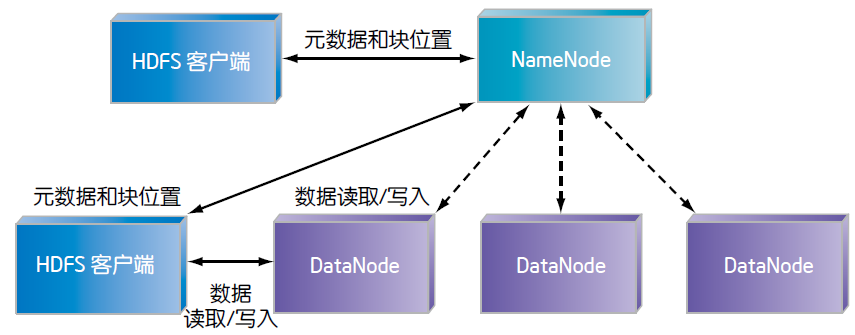 HDFS 客户端
元数据和块位置
NameNode
元数据和块位置
数据读取/写入
HDFS 客户端
DataNode
DataNode
DataNode
数据
读取/写入